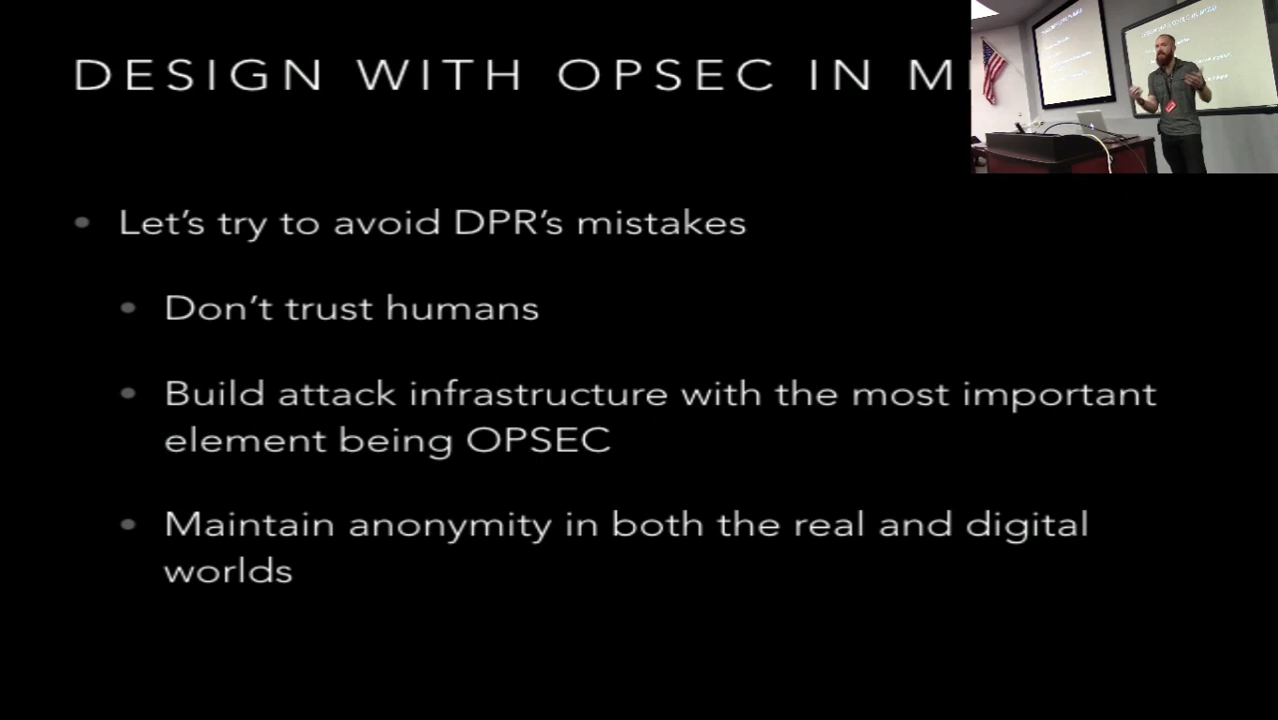 DESIGN WITH OPSEC IN
Let's try to avoid DPR's mistakes
Don't trust humans
Build attack infrastructure with the most important
element being OPSEC
Maintain anonymity in both the real and digital
worlds